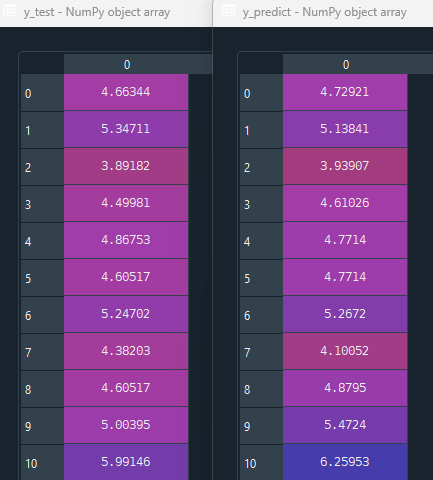 y_test - NumPy object array y_predict - NumPy object array
0 0
0 4.66344 0 4.72921
1 5.34711 1 5.13841
2 3.89182 2 3.93907
3 4.49981 3 4.61026
4 4.86753 4 4.7714
5 4.60517 5 4.7714
6 5.24702 6 5.2672
7 4.38203 7 4.10052
8 4.60517 8 4.8795
9 5.00395 9 5.4724
10 5.99146 10 6.25953